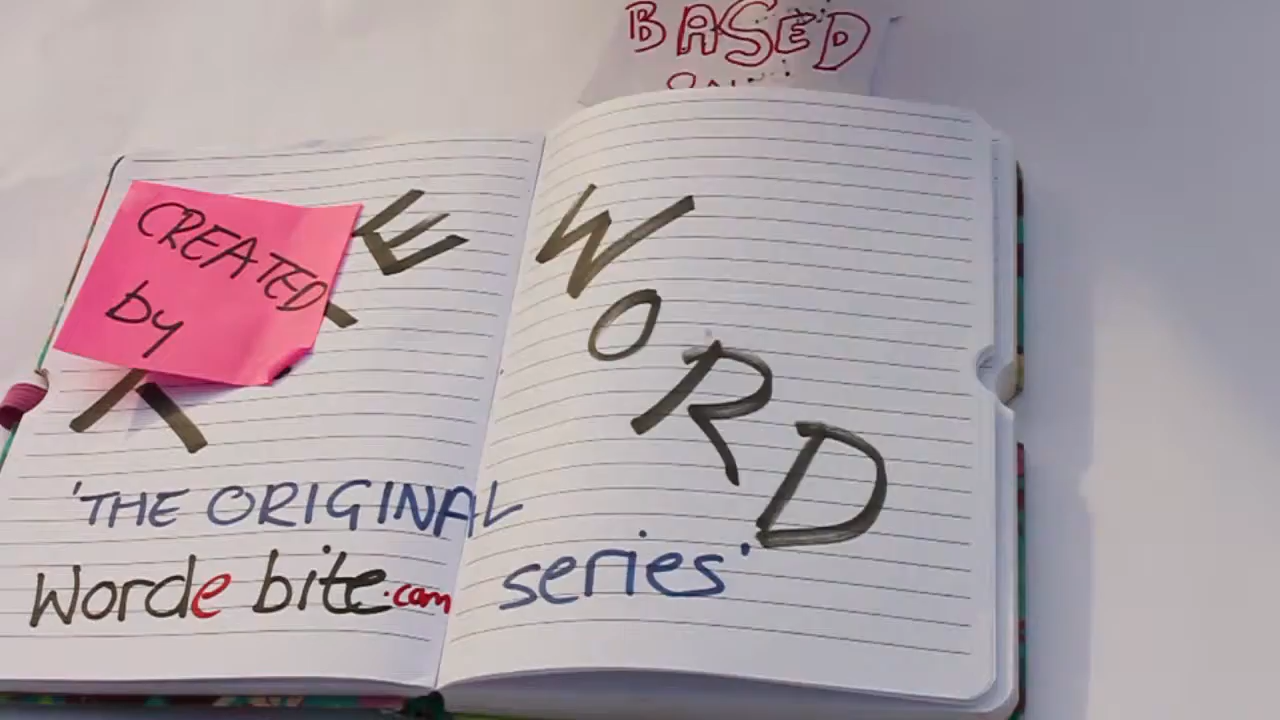 BASED
CREATED
by
E
WORD
'THE ORIGINAL
series'
Worde bite.com